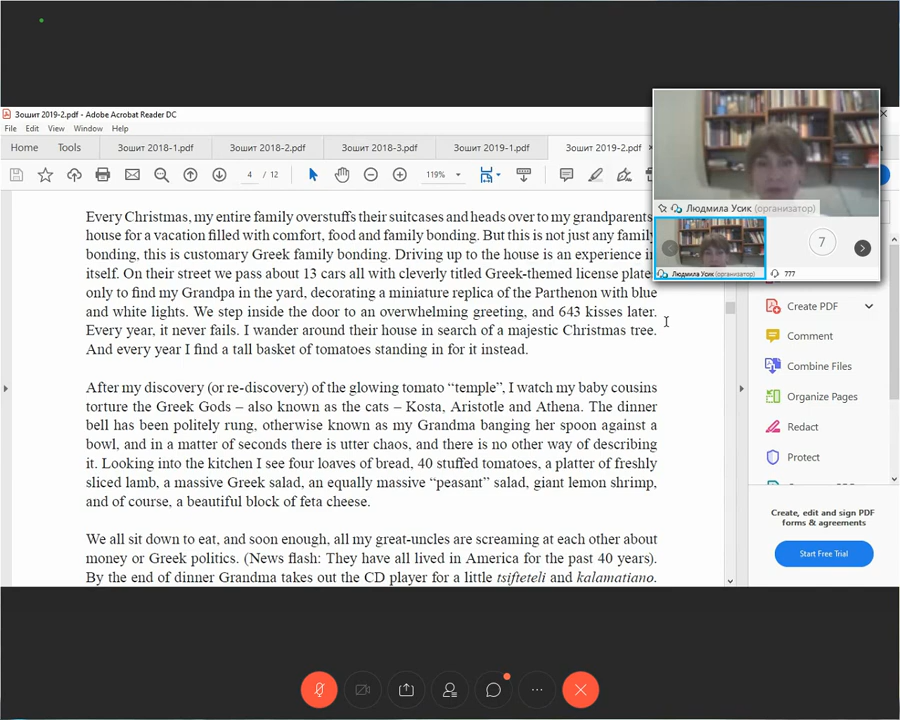 Зошит 2019-2.pdf - Adobe Acrobat Reader DC
File Edit View Window Help
Home Tools Зошит 2018-1.pdf Зошит 2018-2.pdf Зошит 2018-3.pdf Зошит 2019-1.pdf Зошит 2019-2.pdf
4 / 12 119%
Людмила Усик (организатор)
Людмила Усик (организатор)
7
777
Every Christmas, my entire family overstuffs their suitcases and heads over to my grandparents
house for a vacation filled with comfort, food and family bonding. But this is not just any family
bonding, this is customary Greek family bonding. Driving up to the house is an experience in
itself. On their street we pass about 13 cars all with cleverly titled Greek-themed license plate
only to find my Grandpa in the yard, decorating a miniature replica of the Parthenon with blue
and white lights. We step inside the door to an overwhelming greeting, and 643 kisses later.
Every year, it never fails. I wander around their house in search of a majestic Christmas tree.
And every year I find a tall basket of tomatoes standing in for it instead.
After my discovery (or re-discovery) of the glowing tomato “temple”, I watch my baby cousins
torture the Greek Gods – also known as the cats – Kosta, Aristotle and Athena. The dinner
bell has been politely rung, otherwise known as my Grandma banging her spoon against a
bowl, and in a matter of seconds there is utter chaos, and there is no other way of describing
it. Looking into the kitchen I see four loaves of bread, 40 stuffed tomatoes, a platter of freshly
sliced lamb, a massive Greek salad, an equally massive “peasant” salad, giant lemon shrimp,
and of course, a beautiful block of feta cheese.
We all sit down to eat, and soon enough, all my great-uncles are screaming at each other about
money or Greek politics. (News flash: They have all lived in America for the past 40 years).
By the end of dinner Grandma takes out the CD player for a little tsifteteli and kalamatiano.
Create PDF
Comment
Combine Files
Organize Pages
Redact
Protect
Create, edit and sign PDF
forms & agreements
Start Free Trial